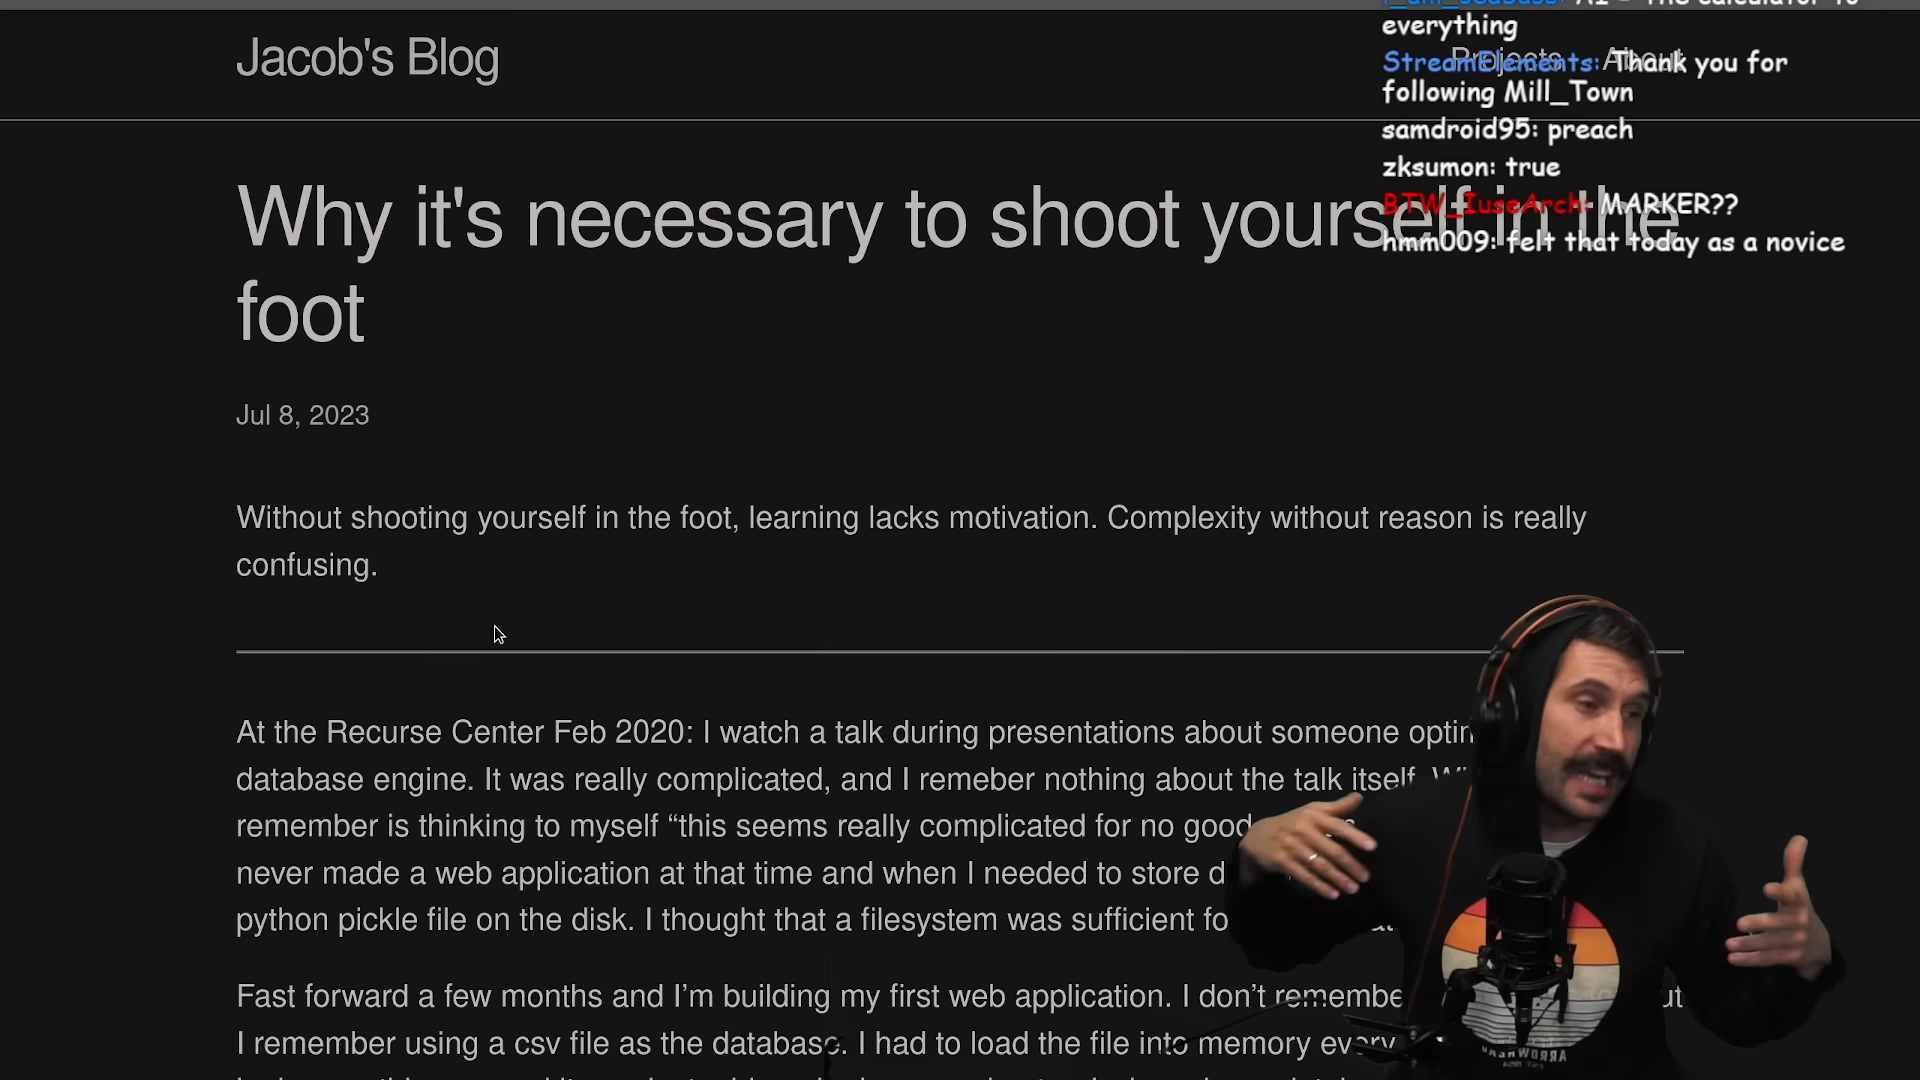 Jacob's Blog
Projects About
everything
StreamElements: Thank you for
following Mill_Town
samdroid95: preach
zksumon: true
BTW_IuseArch: MARKER??
hmm009: felt that today as a novice
Why it's necessary to shoot yourself in the
foot
Jul 8, 2023
Without shooting yourself in the foot, learning lacks motivation. Complexity without reason is really
confusing.
At the Recurse Center Feb 2020: I watch a talk during presentations about someone
database engine. It was really complicated, and I remeber nothing about the talk itself.
remember is thinking to myself “this seems really complicated for no good
never made a web application at that time and when I needed to store
python pickle file on the disk. I thought that a filesystem was sufficient
Fast forward a few months and I’m building my first web application. I don’t
I remember using a csv file as the database. I had to load the file into memory every
ARROWHEAD